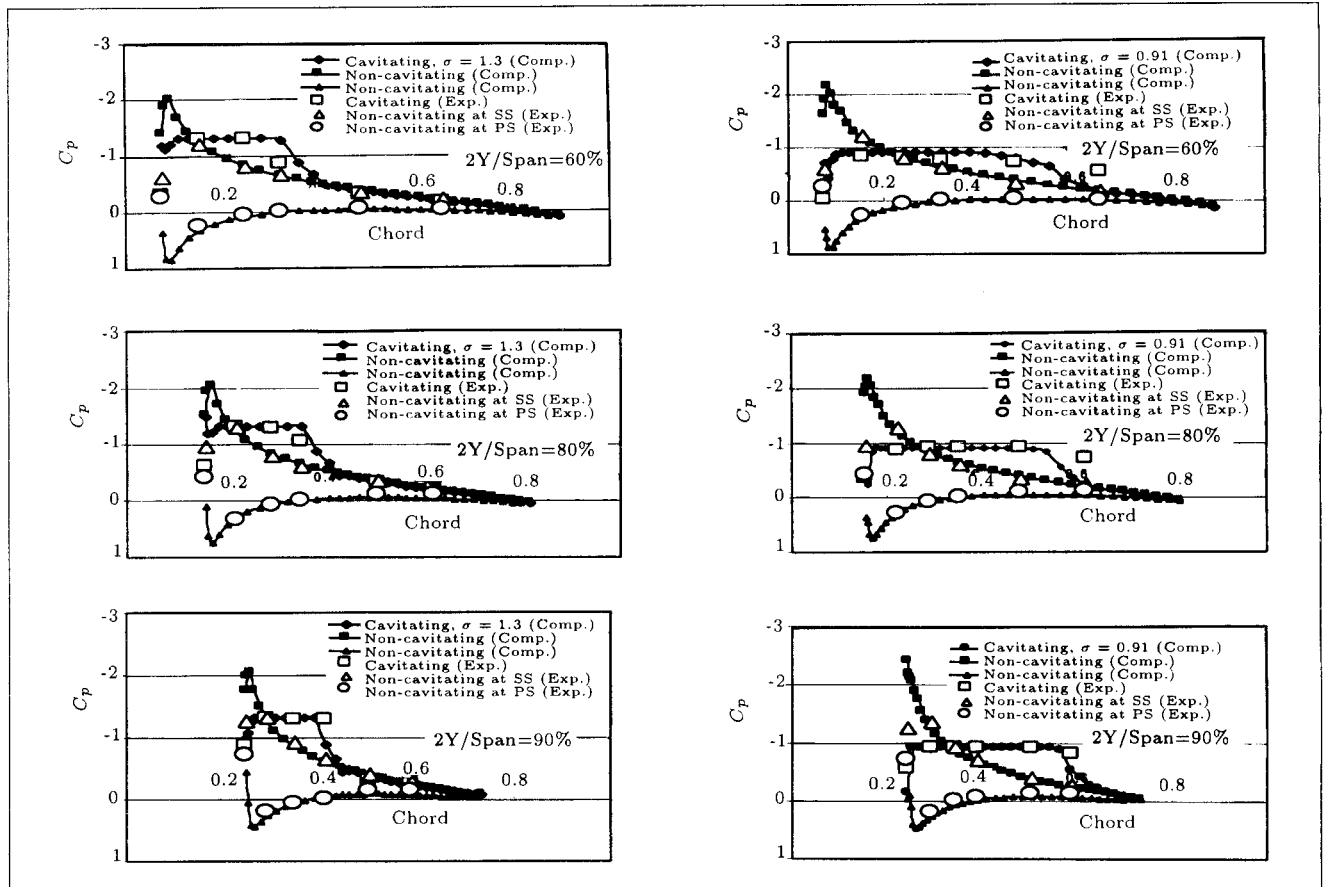 -3
Cavitating, σ = 1.3 (Comp.)
Non-cavitating (Comp.)
Non-cavitating (Comp.)
Cavitating (Exp.)
Non-cavitating at SS (Exp.)
Non-cavitating at PS (Exp.)
-2
Cp
-1
2Y/Span=60%
0.2
0.6
0.8
0
Chord
1
-3
Cavitating, σ = 0.91 (Comp.)
Non-cavitating (Comp.)
Non-cavitating (Comp.)
Cavitating (Exp.)
Non-cavitating at SS (Exp.)
Non-cavitating at PS (Exp.)
-2
Cp
-1
2Y/Span=60%
0.2
0.4
0.8
0
Chord
1
-3
Cavitating, σ = 1.3 (Comp.)
Non-cavitating (Comp.)
Non-cavitating (Comp.)
Cavitating (Exp.)
Non-cavitating at SS (Exp.)
Non-cavitating at PS (Exp.)
-2
Cp
-1
2Y/Span=80%
0.2
0.6
0.8
0
Chord
1
-3
Cavitating, σ = 0.91 (Comp.)
Non-cavitating (Comp.)
Non-cavitating (Comp.)
Cavitating (Exp.)
Non-cavitating at SS (Exp.)
Non-cavitating at PS (Exp.)
-2
Cp
-1
2Y/Span=80%
0.2
0.4
0.8
0
Chord
1
-3
Cavitating, σ = 1.3 (Comp.)
Non-cavitating (Comp.)
Non-cavitating (Comp.)
Cavitating (Exp.)
Non-cavitating at SS (Exp.)
Non-cavitating at PS (Exp.)
-2
Cp
-1
2Y/Span=90%
0.2
0.4
0.6
0.8
0
Chord
1
-3
Cavitating, σ = 0.91 (Comp.)
Non-cavitating (Comp.)
Non-cavitating (Comp.)
Cavitating (Exp.)
Non-cavitating at SS (Exp.)
Non-cavitating at PS (Exp.)
-2
Cp
-1
2Y/Span=90%
0.2
0.4
0.8
0
Chord
1